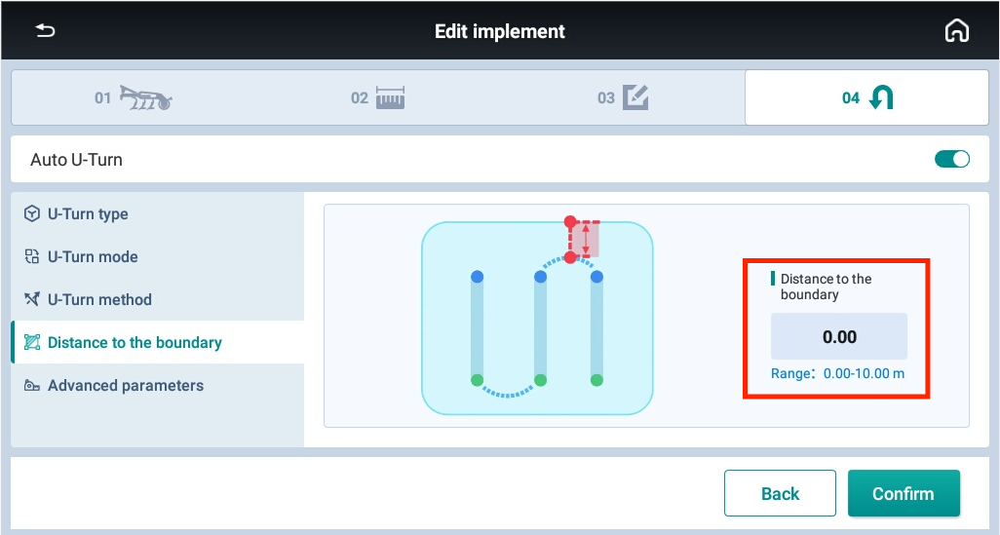 Edit implement
01
02
03
04
Auto U-Turn
U-Turn type
U-Turn mode
U-Turn method
Distance to the boundary
Advanced parameters
Distance to the
boundary
0.00
Range：0.00-10.00 m
Back
Confirm